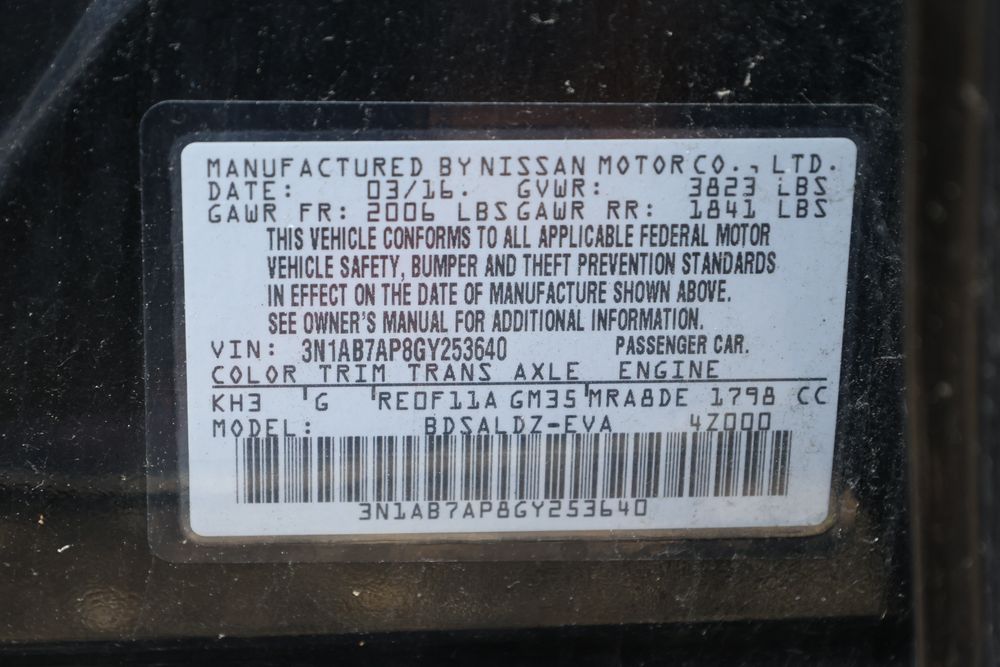 MANUFACTURED BY NISSAN MOTOR CO., LTD.
DATE: 03/16. GVWR: 3823 LBS
GAWR FR: 2006 LBS GAWR RR: 1841 LBS
THIS VEHICLE CONFORMS TO ALL APPLICABLE FEDERAL MOTOR
VEHICLE SAFETY, BUMPER AND THEFT PREVENTION STANDARDS
IN EFFECT ON THE DATE OF MANUFACTURE SHOWN ABOVE.
SEE OWNER'S MANUAL FOR ADDITIONAL INFORMATION.
VIN: 3N1AB7AP8GY253640 PASSENGER CAR.
COLOR TRIM TRANS AXLE ENGINE
KH3 G RE0F11A GM35 MRA8DE 1798 CC
MODEL: BDSALDZ-EVA 4Z000
3N1AB7AP8GY253640